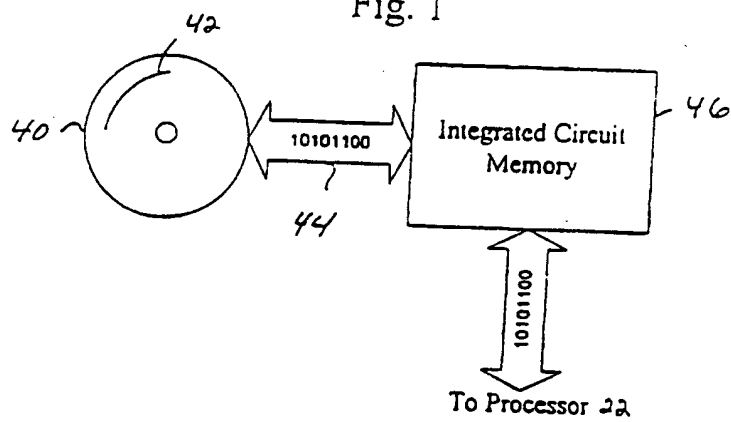 Fig. 1
42
40
10101100
46
Integrated Circuit
Memory
44
10101100
To Processor 22